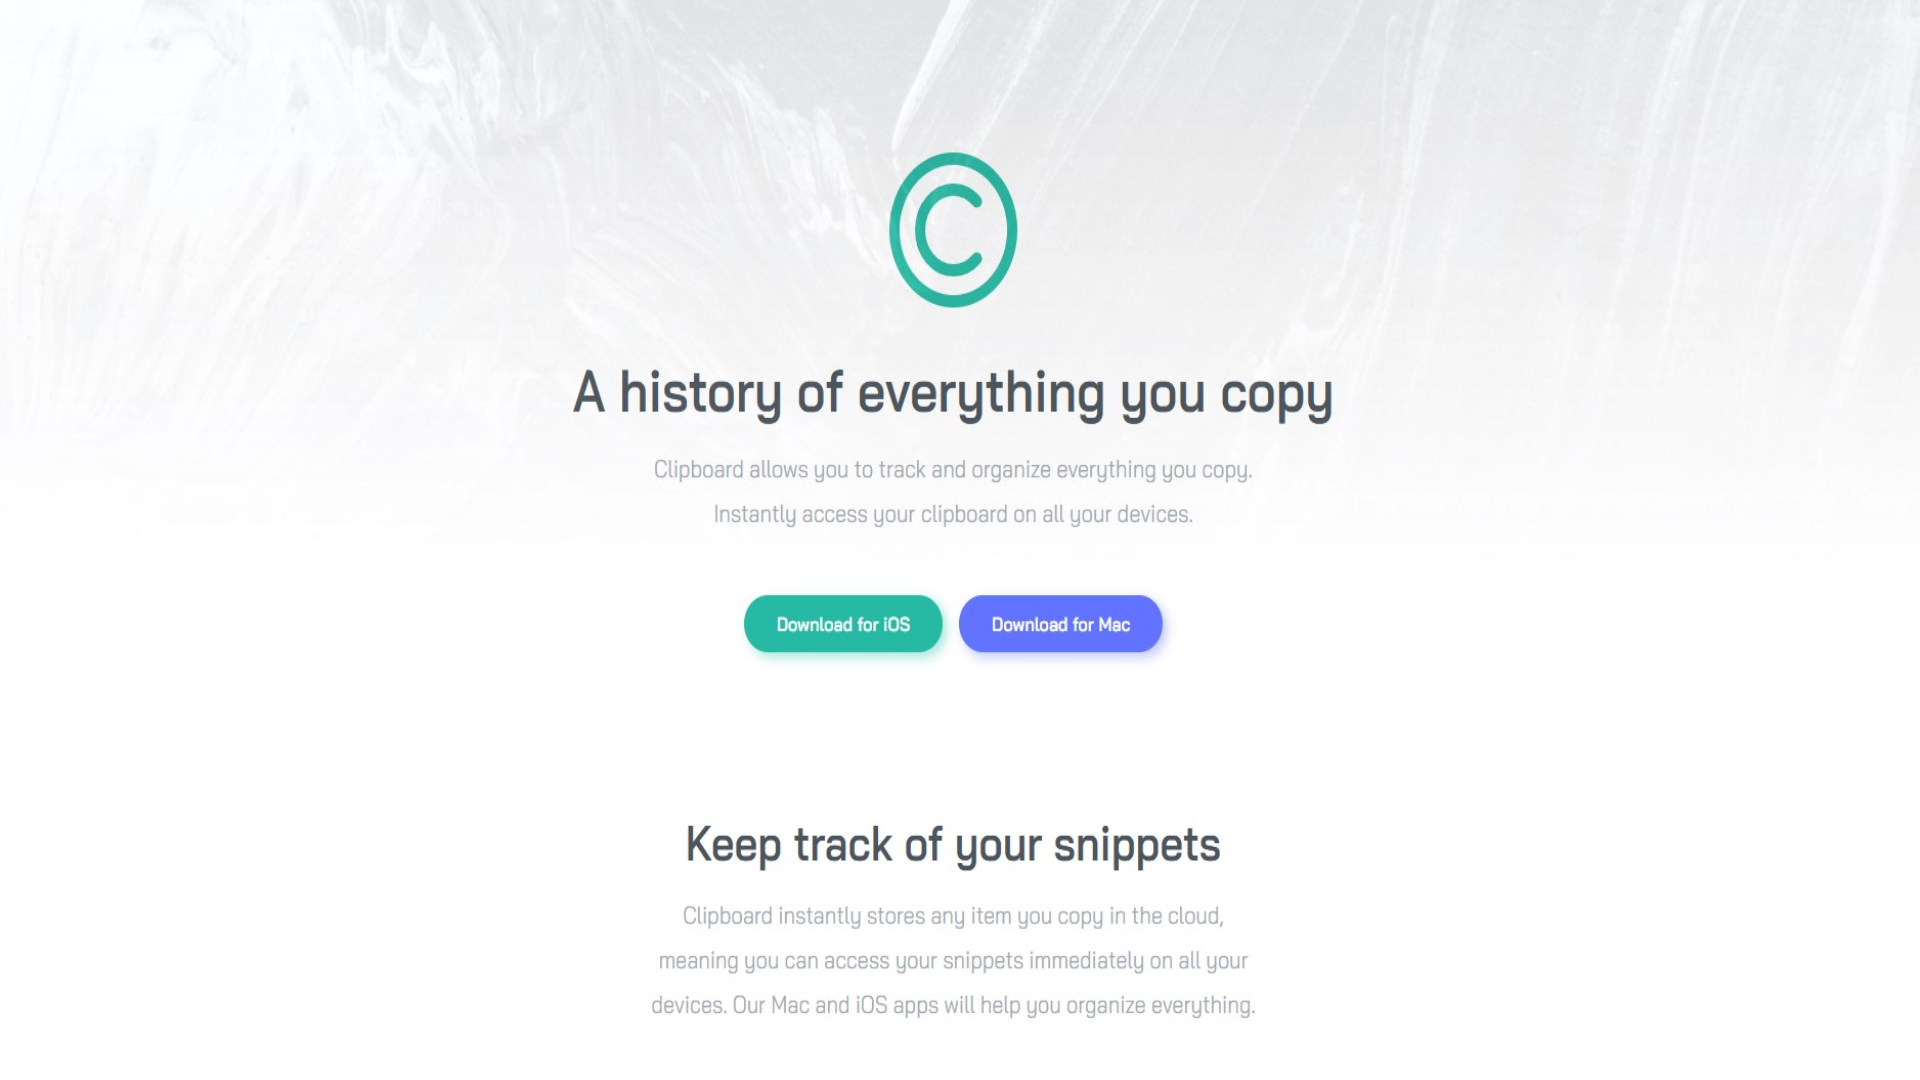 C
A history of everything you copy
Clipboard allows you to track and organize everything you copy.
Instantly access your clipboard on all your devices.
Download for iOS
Download for Mac
Keep track of your snippets
Clipboard instantly stores any item you copy in the cloud,
meaning you can access your snippets immediately on all your
devices. Our Mac and iOS apps will help you organize everything.